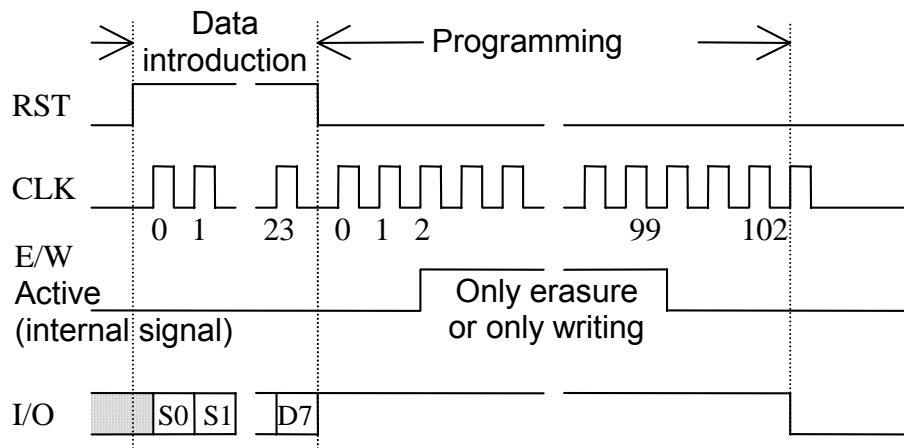 Data
introduction
Programming
RST
CLK
0 1 23 0 1 2 99 102
E/W
Active
(internal signal)
Only erasure
or only writing
I/O S0 S1 D7